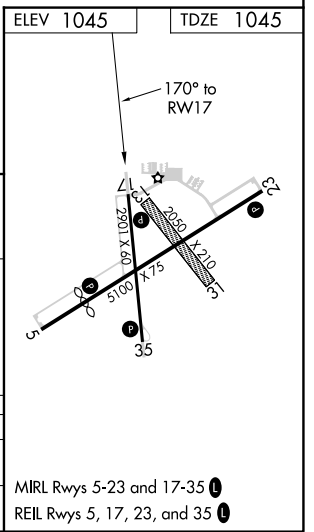 ELEV 1045
TDZE 1045
170° to
RW17
17
13
23
2901 X 60
2050 X 210
P
P
P
P
5100 X 75
5
31
35
MIRL Rwys 5-23 and 17-35 L
REIL Rwys 5, 17, 23, and 35 L